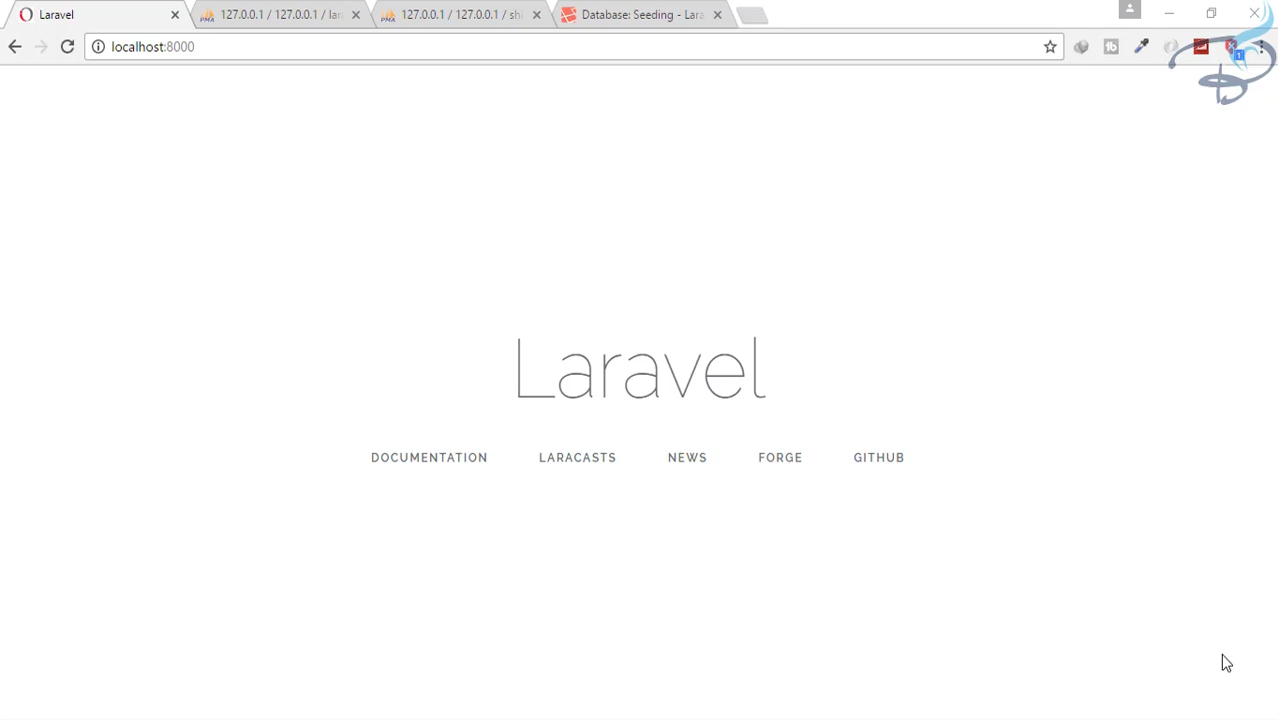 Laravel
127.0.0.1 / 127.0.0.1 / lar
127.0.0.1 / 127.0.0.1 / shi
Database: Seeding - Lara
localhost:8000
Laravel
DOCUMENTATION LARACASTS NEWS FORGE GITHUB